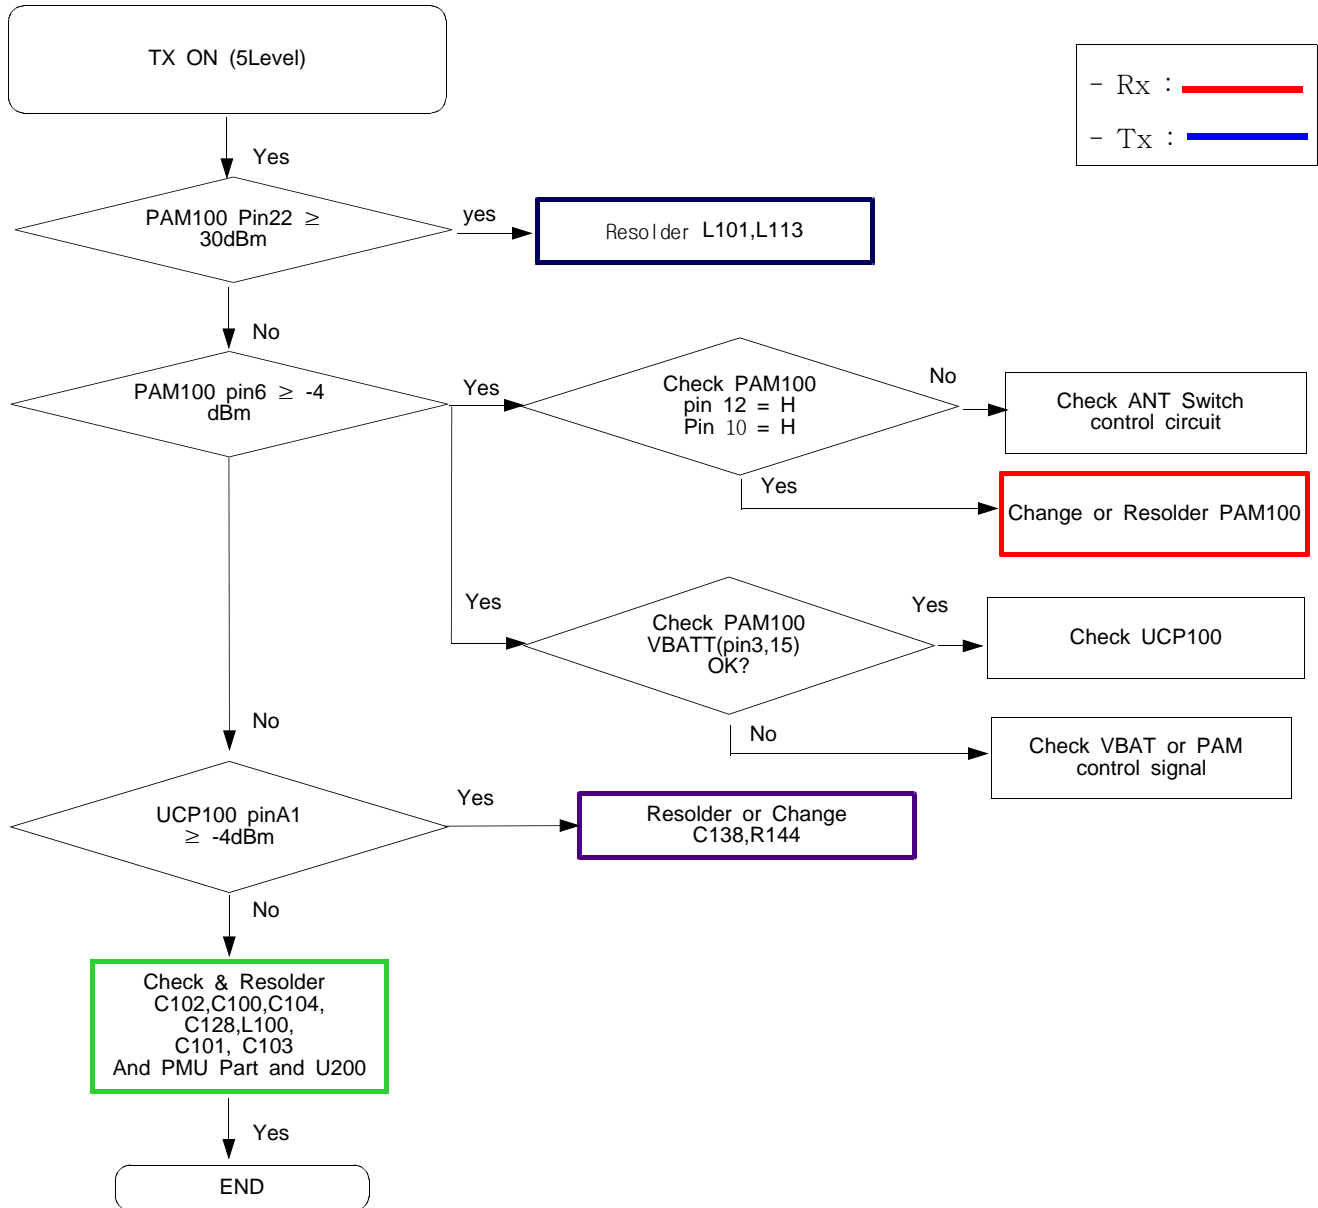 TX ON (5Level)
- Rx :
- Tx :
Yes
PAM100 Pin22 ≥
30dBm
yes
Resolder L101,L113
No
PAM100 pin6 ≥ -4
dBm
Yes
Check PAM100
pin 12 = H
Pin 10 = H
No
Check ANT Switch
control circuit
Yes
Change or Resolder PAM100
Yes
Check PAM100
VBATT(pin3,15)
OK?
Yes
Check UCP100
No
Check VBAT or PAM
control signal
No
UCP100 pinA1
≥ -4dBm
Yes
Resolder or Change
C138,R144
No
Check & Resolder
C102,C100,C104,
C128,L100,
C101, C103
And PMU Part and U200
Yes
END